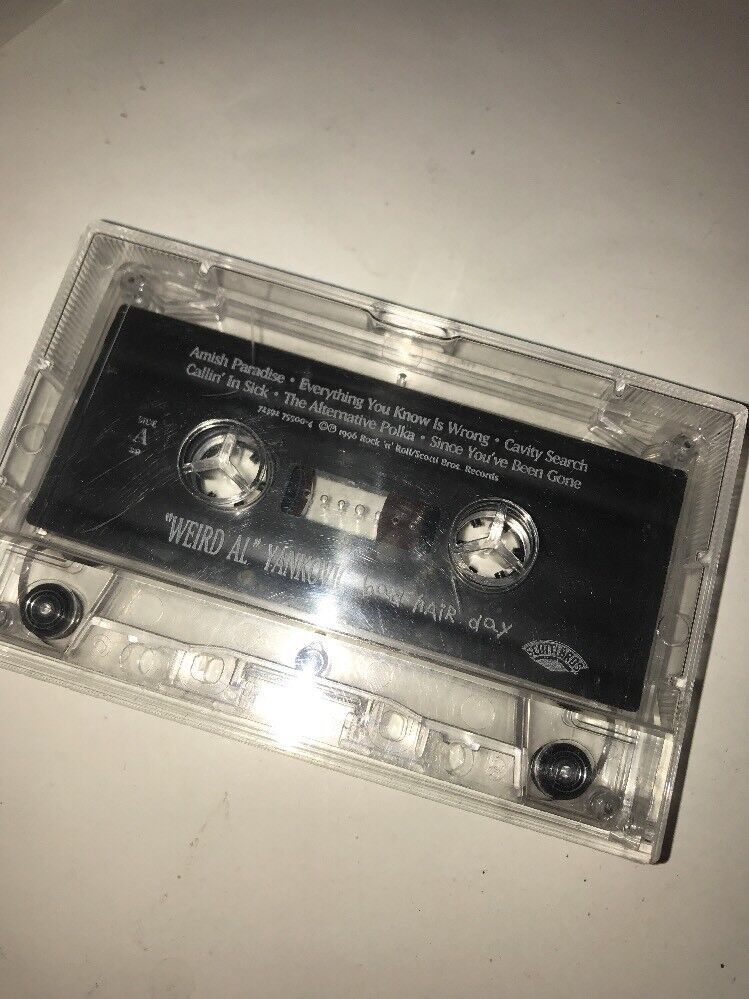 Amish Paradise • Everything You Know Is Wrong • Cavity Search
Callin' In Sick • The Alternative Polka • Since You've Been Gone
©℗ 1996 Rock 'n' Roll/Scotti Bros. Records
SIDE
A
"WEIRD AL" YANKOVIC bad HAIR day